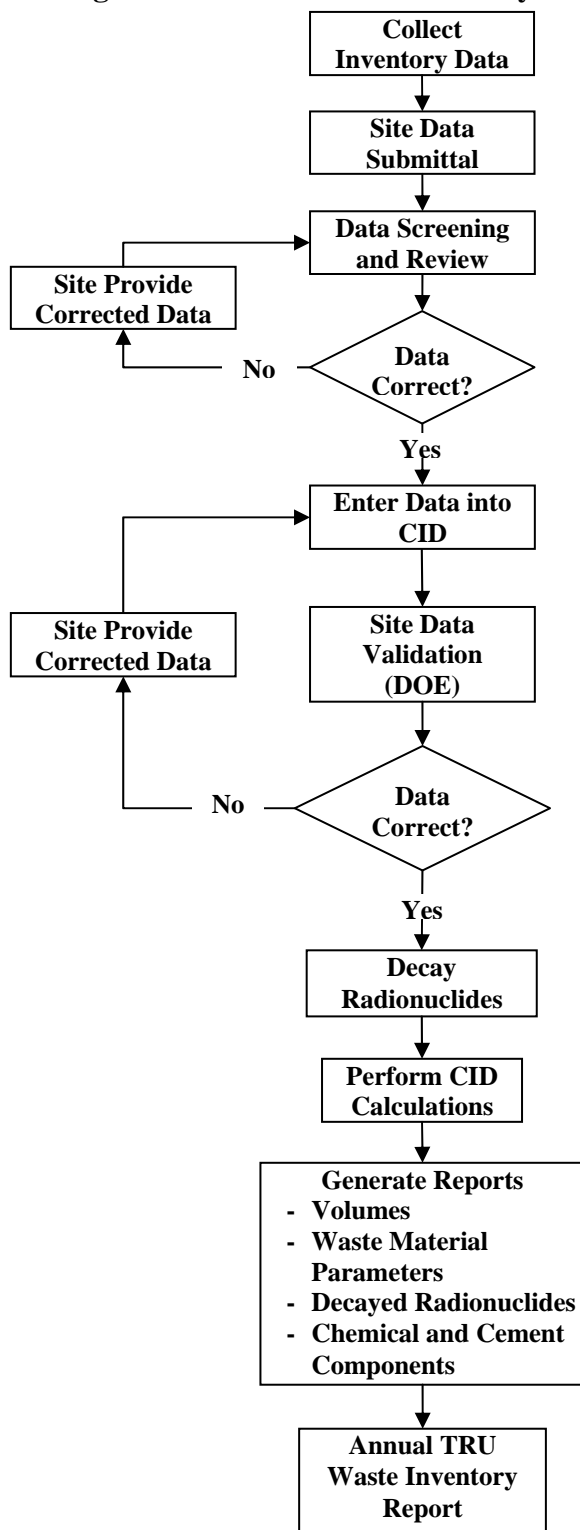 Collect
Inventory Data
Site Data
Submittal
Data Screening
and Review
Site Provide
Corrected Data
Data
Correct?
No
Yes
Enter Data into
CID
Site Provide
Corrected Data
Site Data
Validation
(DOE)
Data
Correct?
No
Yes
Decay
Radionuclides
Perform CID
Calculations
Generate Reports
- Volumes
- Waste Material
Parameters
- Decayed Radionuclides
- Chemical and Cement
Components
Annual TRU
Waste Inventory
Report